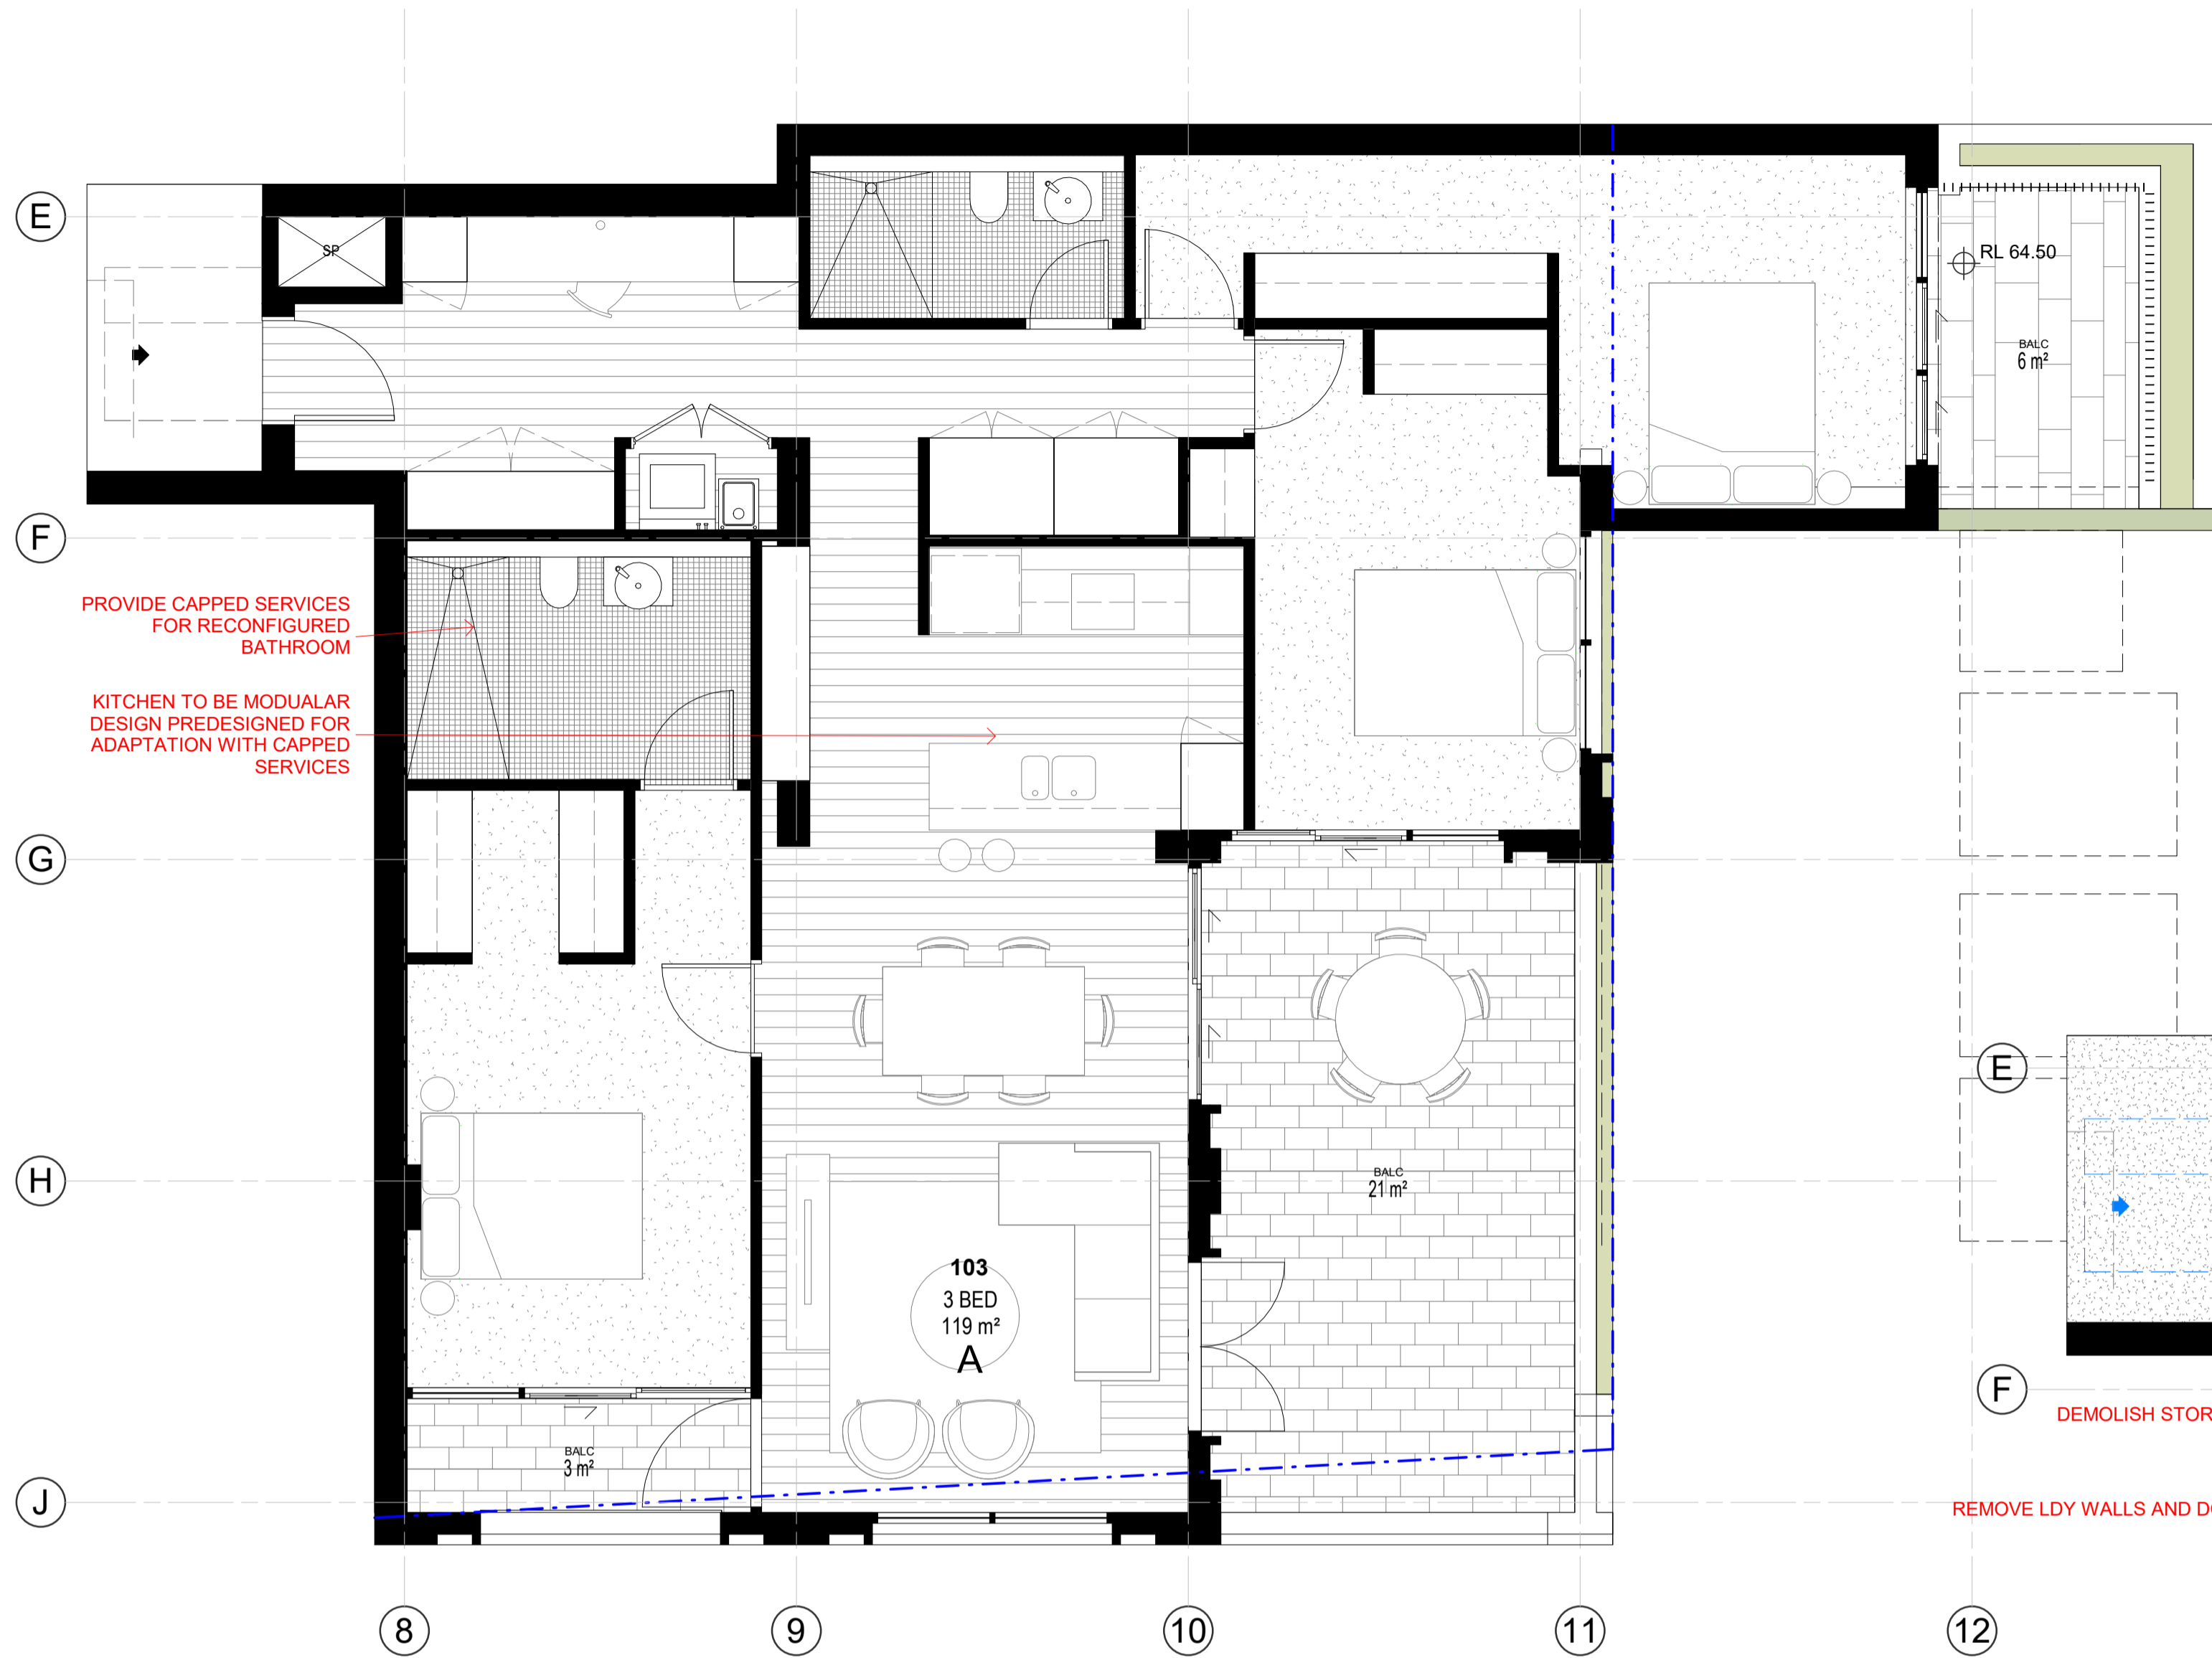 E
SP
RL 64.50
BALC
6 m²
F
PROVIDE CAPPED SERVICES
FOR RECONFIGURED
BATHROOM
KITCHEN TO BE MODUALAR
DESIGN PREDESIGNED FOR
ADAPTATION WITH CAPPED
SERVICES
G
E
H
BALC
21 m²
103
3 BED
119 m²
A
F
DEMOLISH STOR
BALC
3 m²
J
REMOVE LDY WALLS AND
8
9
10
11
12